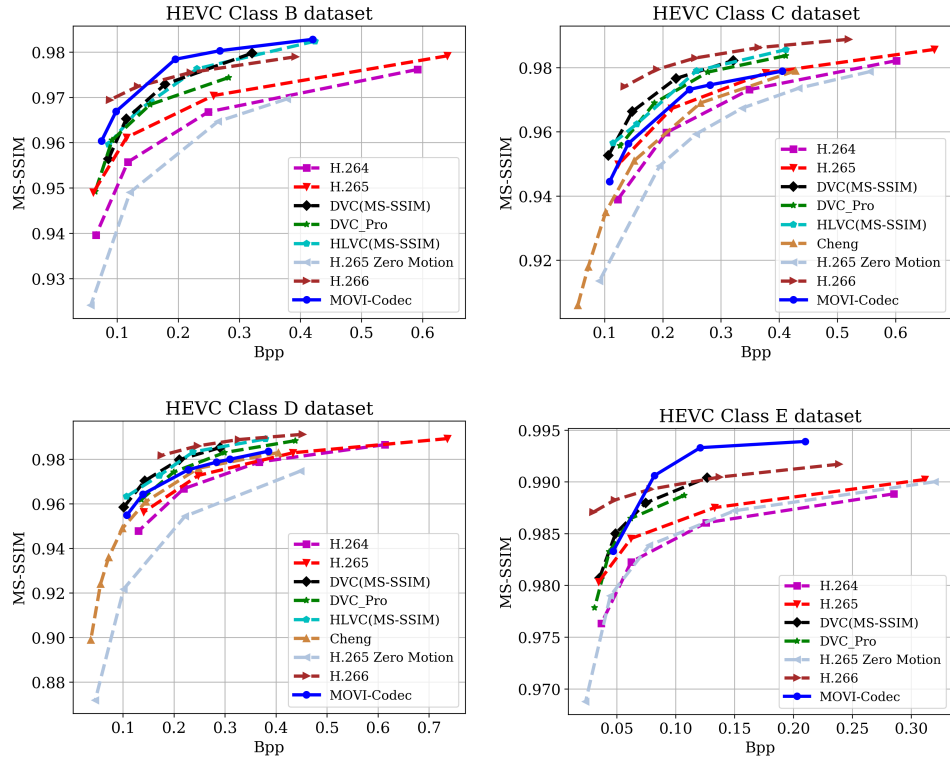 HEVC Class B dataset
0.98
0.97
0.96
0.95
0.94
0.93
MS-SSIM
H.264
H.265
DVC(MS-SSIM)
DVC_Pro
HLVC(MS-SSIM)
H.265 Zero Motion
H.266
MOVI-Codec
0.1 0.2 0.3 0.4 0.5 0.6
Bpp
HEVC Class C dataset
0.98
0.96
0.94
0.92
MS-SSIM
H.264
H.265
DVC(MS-SSIM)
DVC_Pro
HLVC(MS-SSIM)
Cheng
H.265 Zero Motion
H.266
MOVI-Codec
0.1 0.2 0.3 0.4 0.5 0.6
Bpp
HEVC Class D dataset
0.98
0.96
0.94
0.92
0.90
0.88
MS-SSIM
H.264
H.265
DVC(MS-SSIM)
DVC_Pro
HLVC(MS-SSIM)
Cheng
H.265 Zero Motion
H.266
MOVI-Codec
0.1 0.2 0.3 0.4 0.5 0.6 0.7
Bpp
HEVC Class E dataset
0.995
0.990
0.985
0.980
0.975
0.970
MS-SSIM
H.264
H.265
DVC(MS-SSIM)
DVC_Pro
H.265 Zero Motion
H.266
MOVI-Codec
0.05 0.10 0.15 0.20 0.25 0.30
Bpp